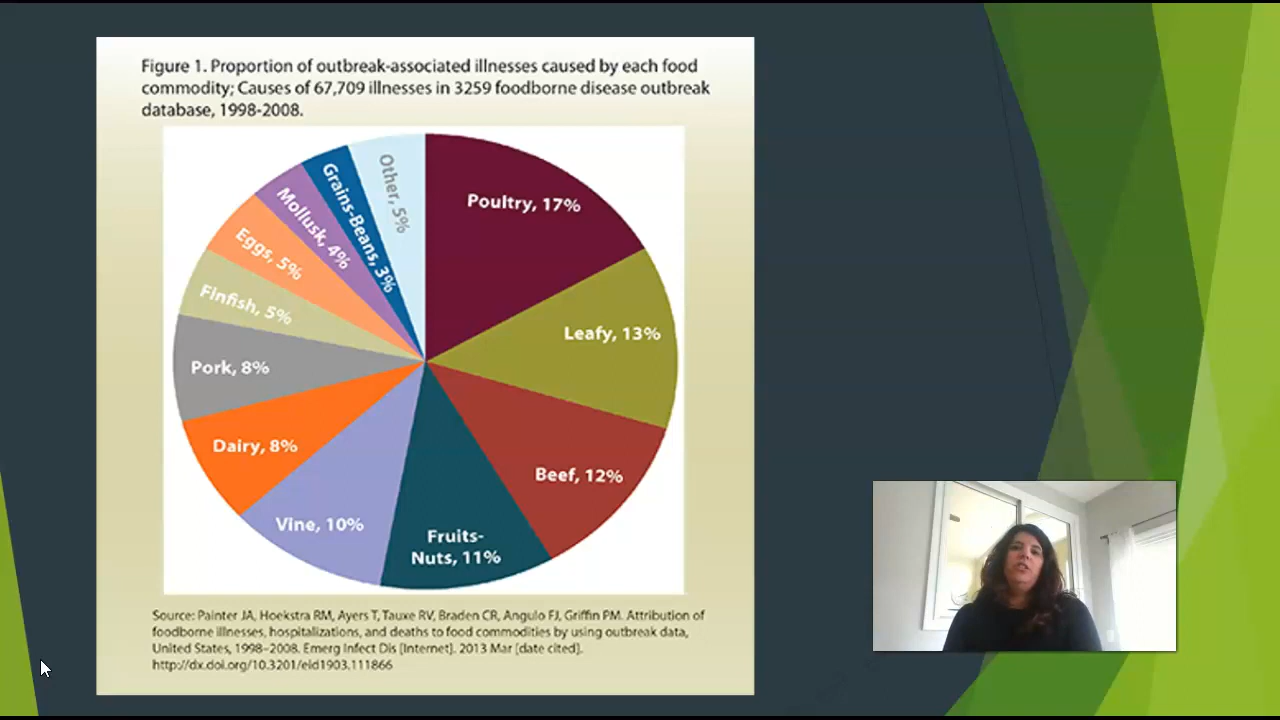 Figure 1. Proportion of outbreak-associated illnesses caused by each food
commodity; Causes of 67,709 illnesses in 3259 foodborne disease outbreak
database, 1998-2008.
Other, 5%
Grains-Beans, 3%
Mollusk, 4%
Eggs, 5%
Finfish, 5%
Pork, 8%
Dairy, 8%
Vine, 10%
Fruits-
Nuts, 11%
Beef, 12%
Leafy, 13%
Poultry, 17%
Source: Painter JA, Hoekstra RM, Ayers T, Tauxe RV, Braden CR, Angulo FJ, Griffin PM. Attribution of
foodborne illnesses, hospitalizations, and deaths to food commodities by using outbreak data,
United States, 1998–2008. Emerg Infect Dis [Internet]. 2013 Mar [date cited].
http://dx.doi.org/10.3201/eid1903.111866